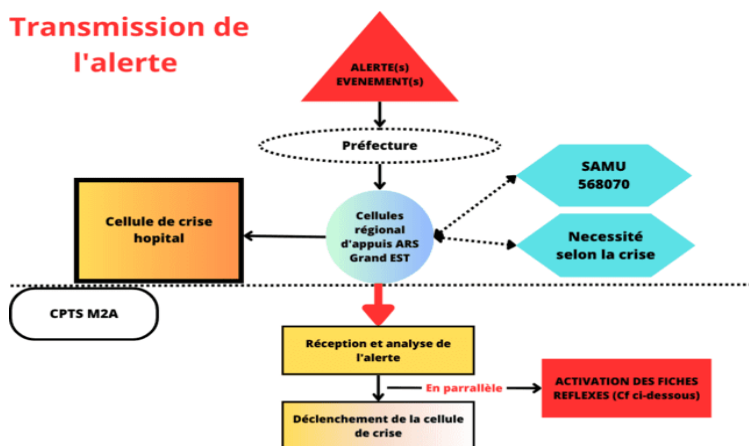 Transmission de
l'alerte
ALERTE(s)
EVENEMENT(s)
Préfecture
SAMU
568070
Cellule de crise
hopital
Cellules
régional
d'appuis ARS
Grand EST
Necessité
selon la crise
CPTS M2A
Réception et analyse de
l'alerte
En parrallèle
ACTIVATION DES FICHES
REFLEXES (Cf ci-dessous)
Déclenchement de la cellule
de crise